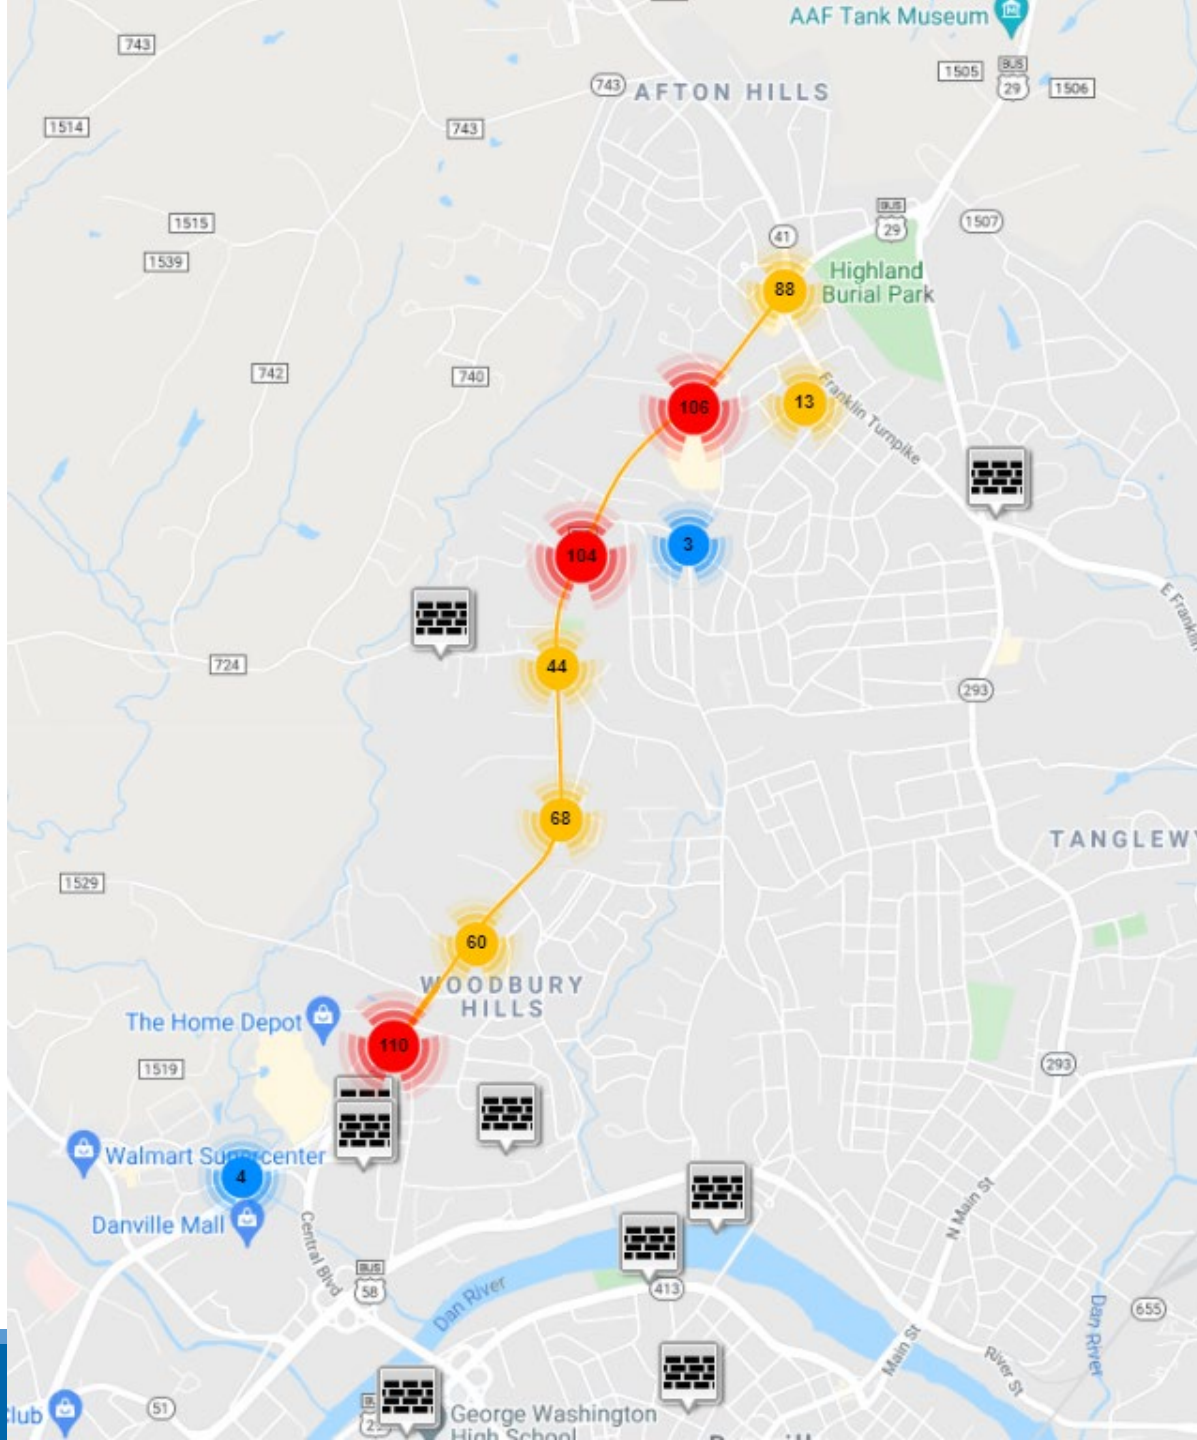 AAF Tank Museum
743
1505
BUS
29
1506
743
AFTON HILLS
1514
743
BUS
29
1515
41
1507
1539
Highland
Burial Park
88
742
740
106
13
Franklin Turnpike
104
3
E Franklin
44
724
293
68
TANGLEWY
1529
60
WOODBURY
HILLS
The Home Depot
110
1519
293
Walmart Supercenter
4
Danville Mall
Central Blvd
N Main St
BUS
58
Dan River
413
655
Dan River
Main St
River St
51
Club
George Washington
High School